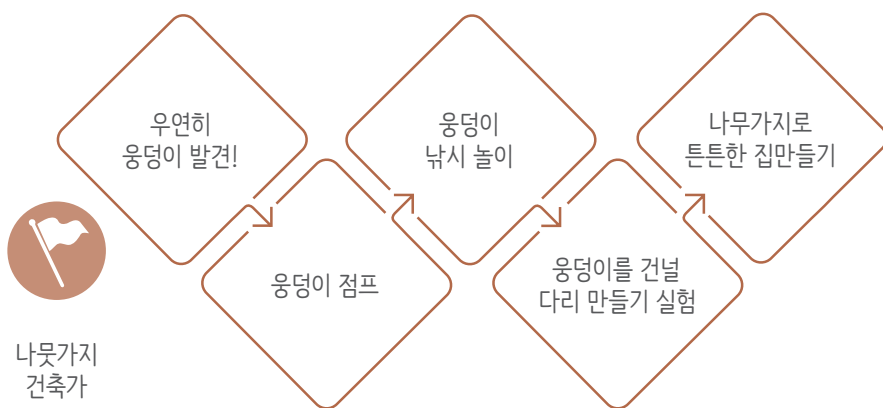 우연히
웅덩이 발견!
웅덩이 점프
웅덩이
낚시 놀이
웅덩이를 건널
다리 만들기 실험
나무가지로
튼튼한 집만들기
나뭇가지
건축가